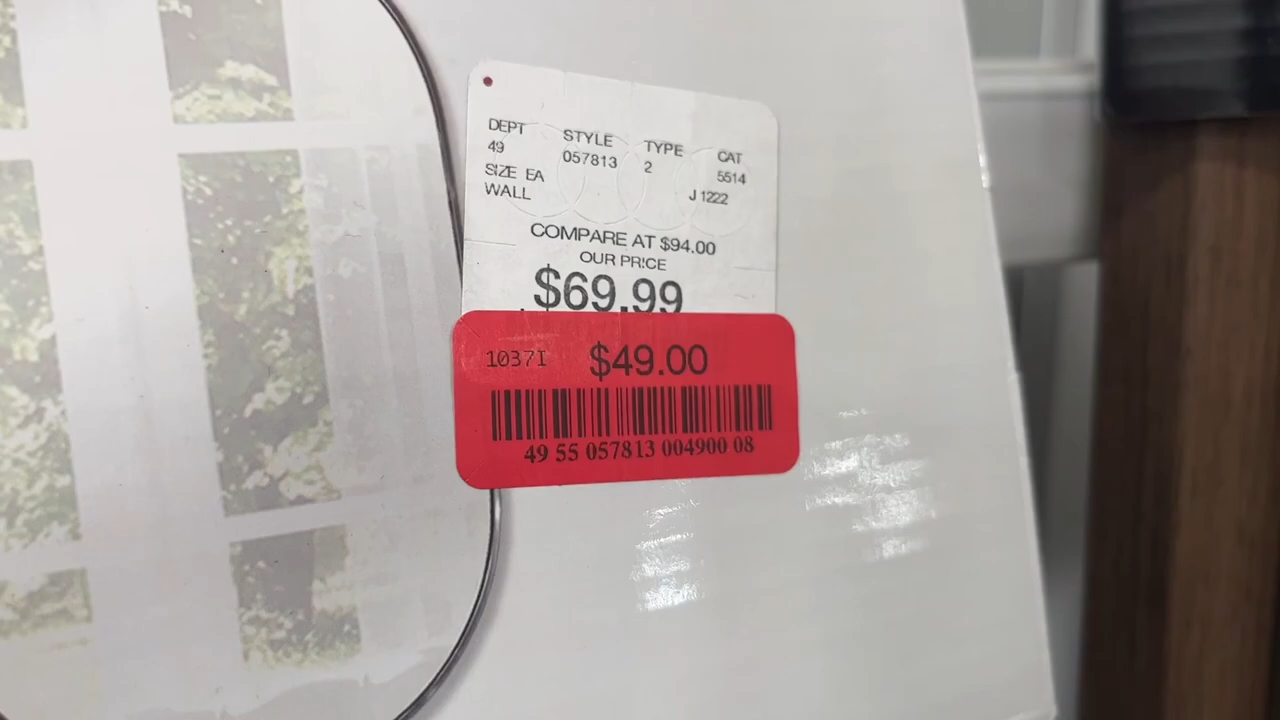 DEPT STYLE TYPE CAT
49 057813 2 5514
SIZE EA J 1222
WALL
COMPARE AT $94.00
OUR PRICE
$69.99
1037I $49.00
49 55 057813 004900 08